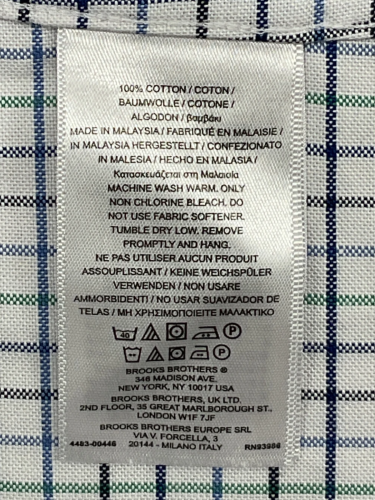 100% COTTON / COTON /
BAUMWOLLE / COTONE /
ALGODON / βαμβάκι
MADE IN MALAYSIA / FABRIQUÉ EN MALAISIE /
IN MALAYSIA HERGESTELLT / CONFEZIONATO
IN MALESIA / HECHO EN MALASIA /
Κατασκευάζεται στη Μαλαισία
MACHINE WASH WARM. ONLY
NON CHLORINE BLEACH. DO
NOT USE FABRIC SOFTENER.
TUMBLE DRY LOW. REMOVE
PROMPTLY AND HANG.
NE PAS UTILISER AUCUN PRODUIT
ASSOUPLISSANT / KEINE WEICHSPÜLER
VERWENDEN / NON USARE
AMMORBIDENTI / NO USAR SUAVIZADOR DE
TELAS / ΜΗ ΧΡΗΣΙΜΟΠΟΙΕΙΤΕ ΜΑΛΑΚΤΙΚΟ
40 P
P
BROOKS BROTHERS ®
346 MADISON AVE.
NEW YORK, NY 10017 USA
BROOKS BROTHERS, UK LTD.
2ND FLOOR, 35 GREAT MARLBOROUGH ST.,
LONDON W1F 7JF
BROOKS BROTHERS EUROPE SRL
VIA V. FORCELLA, 3
4483-00446 20144 - MILANO ITALY RN93986